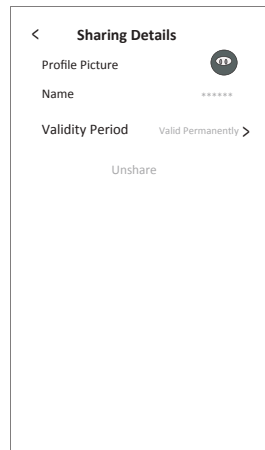 < Sharing Details
Profile Picture
Name ******
Validity Period Valid Permanently >
Unshare